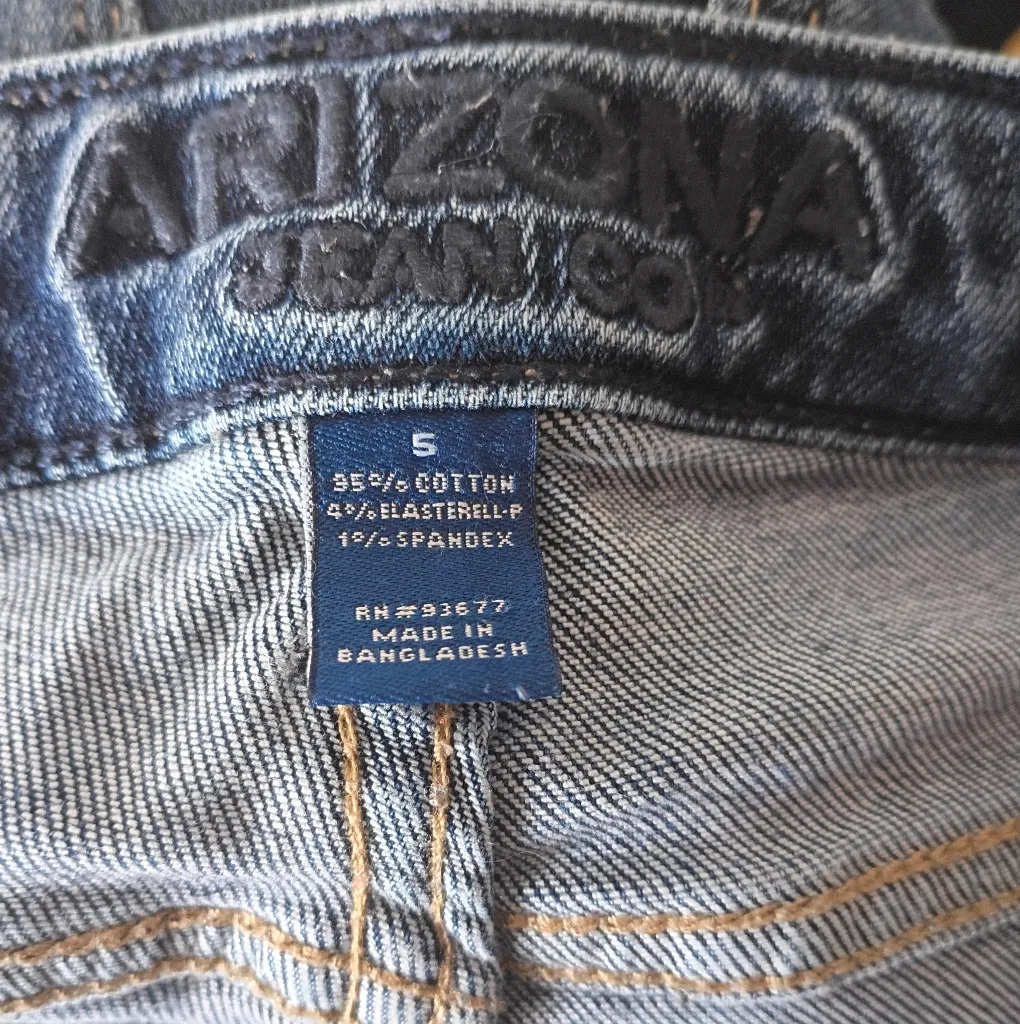 ARIZONA
JEAN CO
5
95% COTTON
4% ELASTERELL-P
1% SPANDEX
RN#93677
MADE IN
BANGLADESH